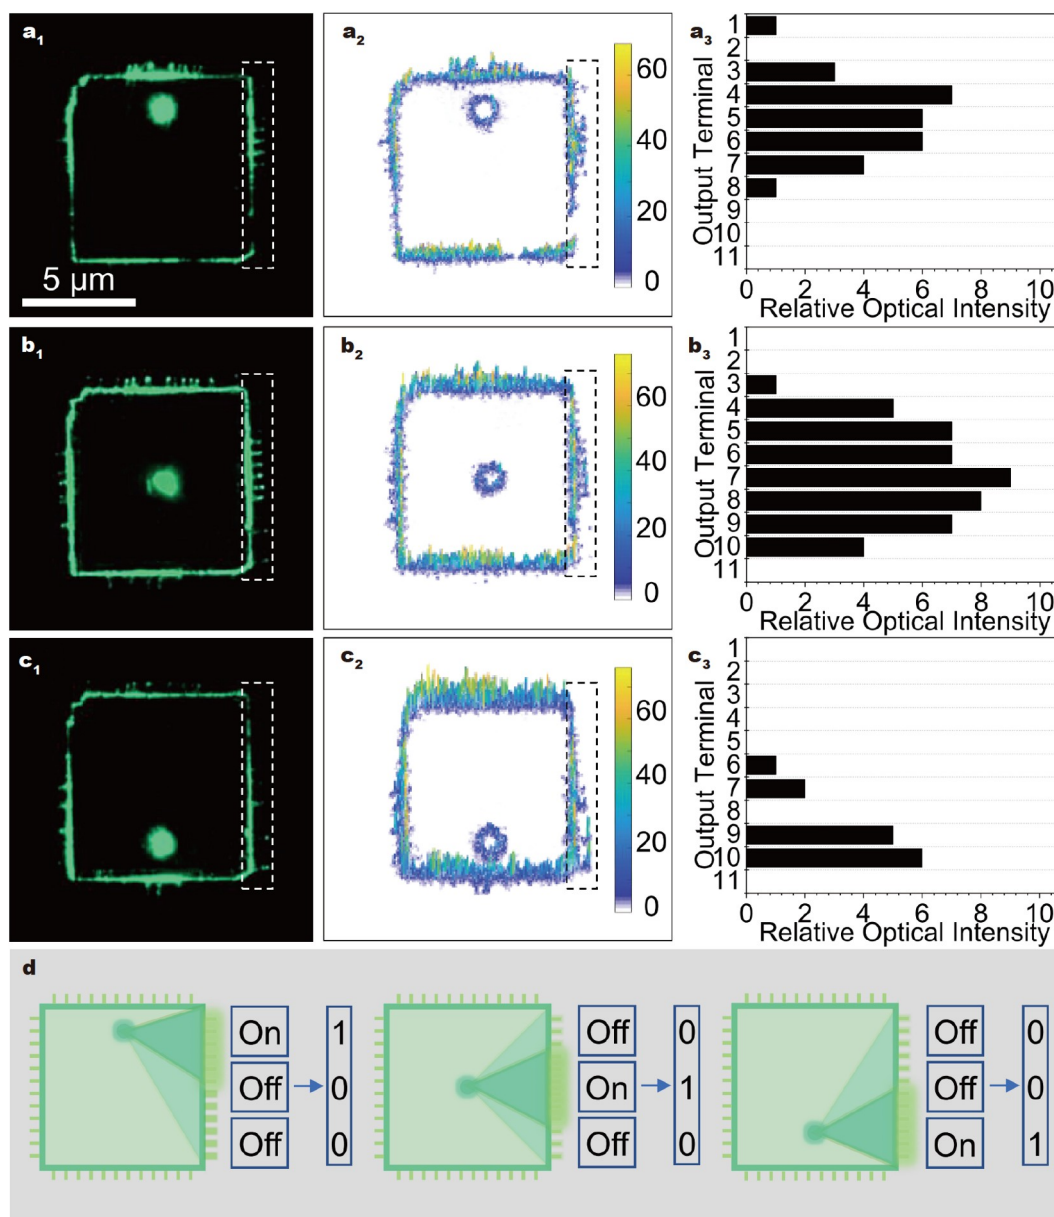 a1
5 μm
a2
60
40
20
0
a3
Output Terminal
1
2
3
4
5
6
7
8
9
10
11
0 2 4 6 8 10
Relative Optical Intensity
b1
b2
60
40
20
0
b3
Output Terminal
1
2
3
4
5
6
7
8
9
10
11
0 2 4 6 8 10
Relative Optical Intensity
c1
c2
60
40
20
0
c3
Output Terminal
1
2
3
4
5
6
7
8
9
10
11
0 2 4 6 8 10
Relative Optical Intensity
d
On 1 Off 0 Off 0
Off 0 On 1 Off 0
Off 0 Off 0 On 1